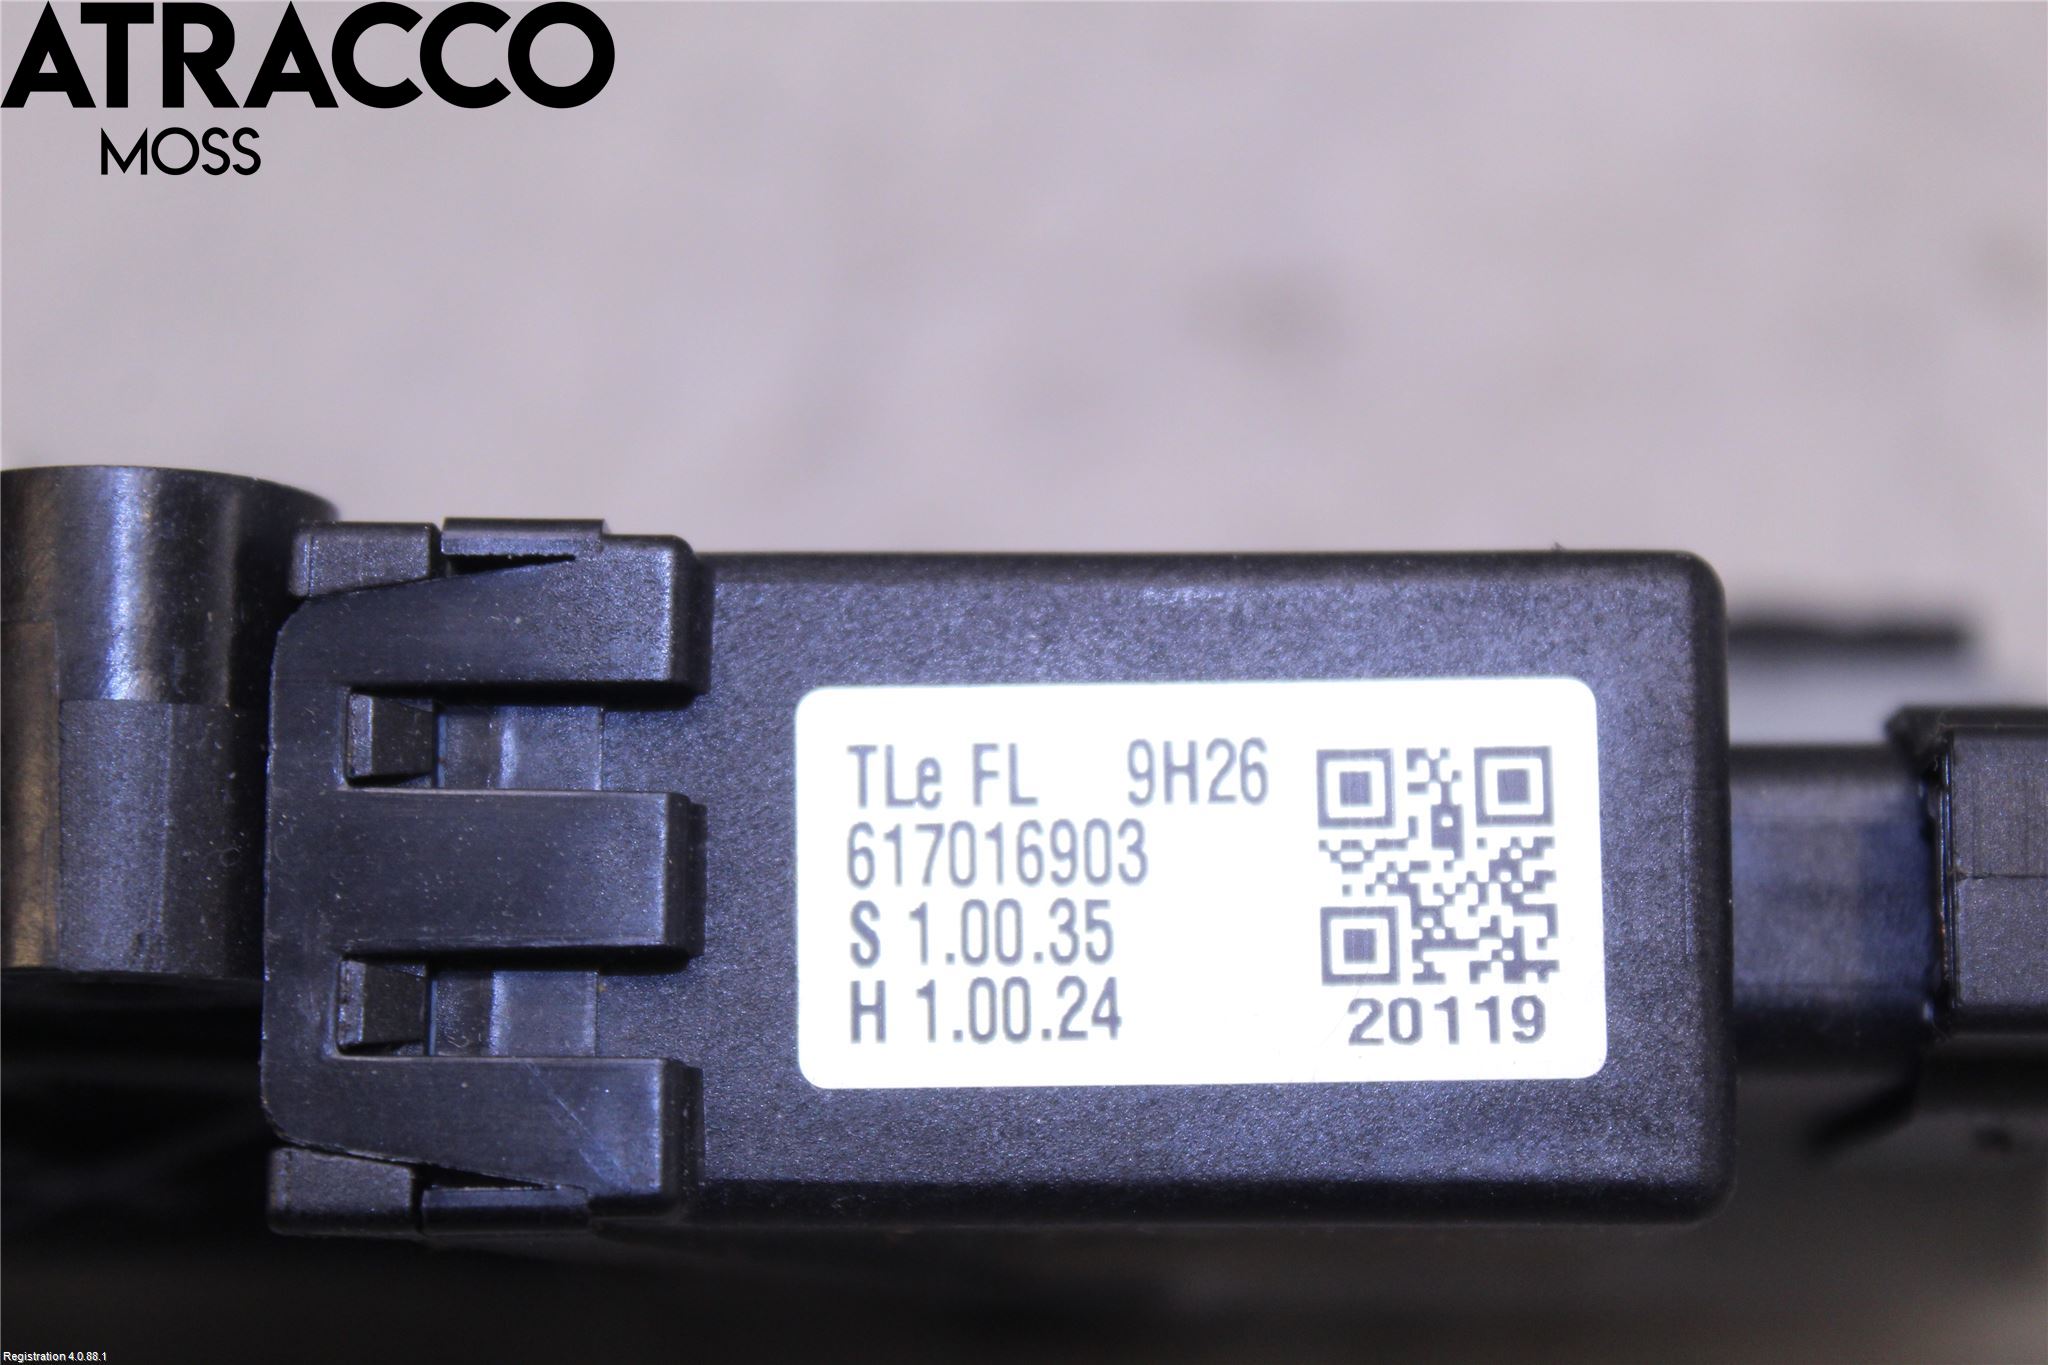 ATRACCO
MOSS
TLe FL 9H26
617016903
S 1.00.35
H 1.00.24
20119
Registration 4.0.88.1